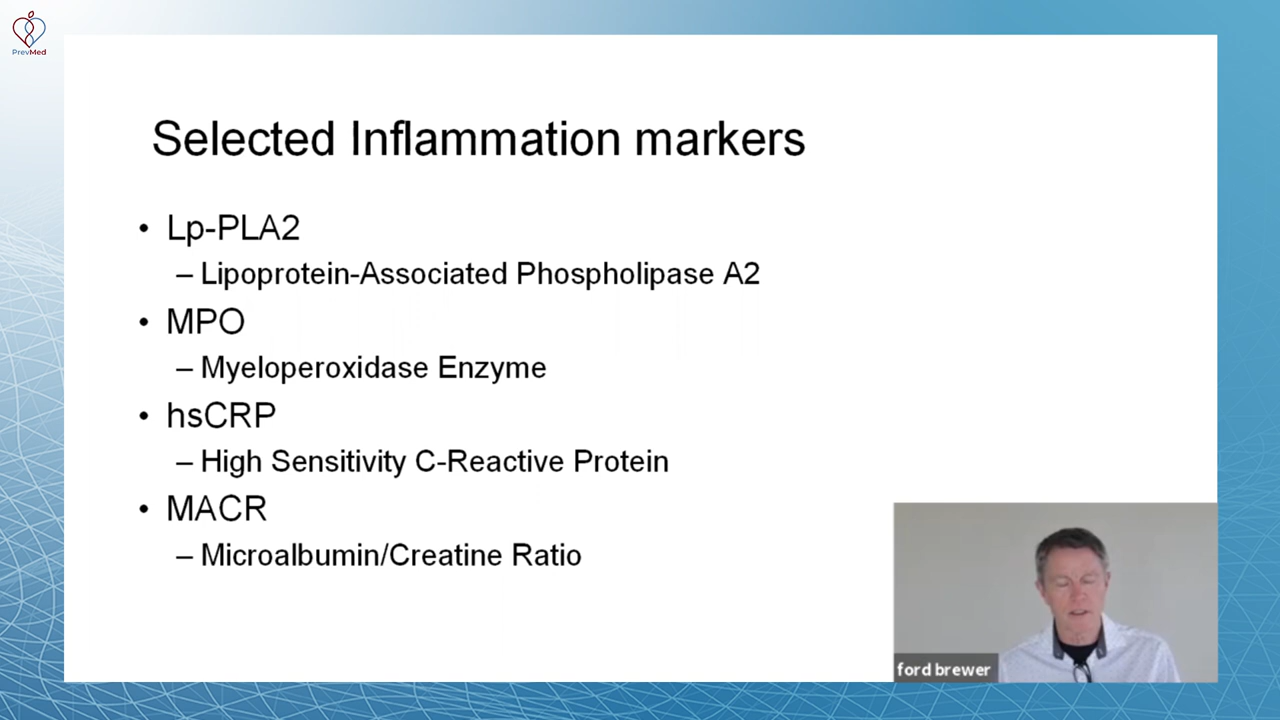 PrevMed
Selected Inflammation markers
• Lp-PLA2
– Lipoprotein-Associated Phospholipase A2
• MPO
– Myeloperoxidase Enzyme
• hsCRP
– High Sensitivity C-Reactive Protein
• MACR
– Microalbumin/Creatine Ratio
ford brewer